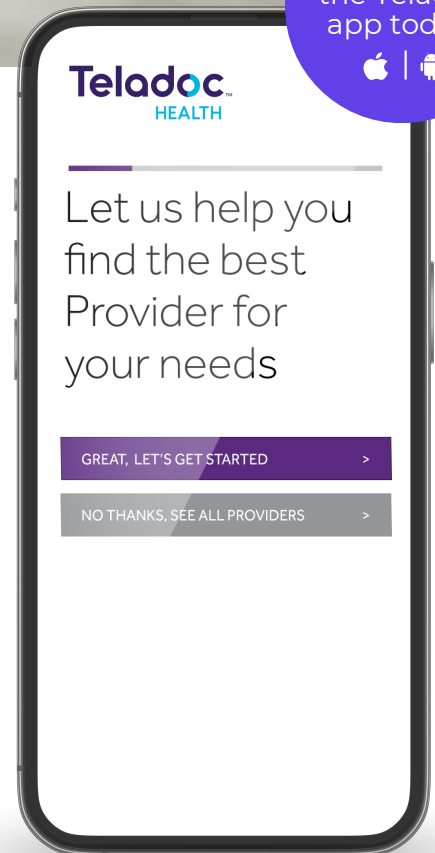 app tod
Teladoc™
HEALTH
Let us help you
find the best
Provider for
your needs
GREAT, LET'S GET STARTED >
NO THANKS, SEE ALL PROVIDERS >